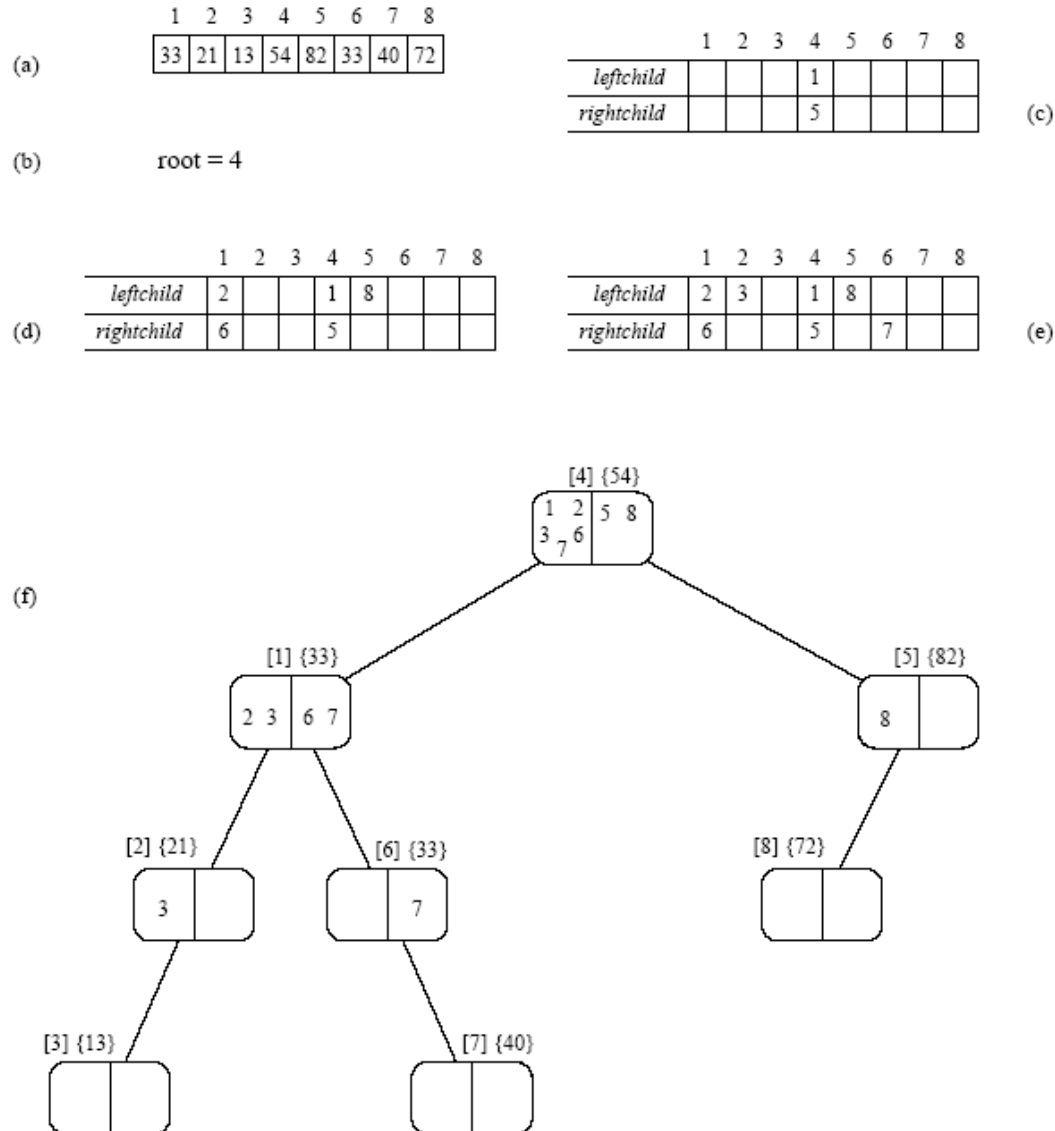 1 2 3 4 5 6 7 8
(a) 33 21 13 54 82 33 40 72
1 2 3 4 5 6 7 8
leftchild 1
rightchild 5
(c)
(b) root = 4
1 2 3 4 5 6 7 8
leftchild 2 1 8
(d) rightchild 6 5
1 2 3 4 5 6 7 8
leftchild 2 3 1 8
rightchild 6 5 7 (e)
[4] {54}
1 2 5 8
3 6
7
(f)
[1] {33} [5] {82}
2 3 6 7 8
[2] {21} [6] {33} [8] {72}
3 7
[3] {13} [7] {40}